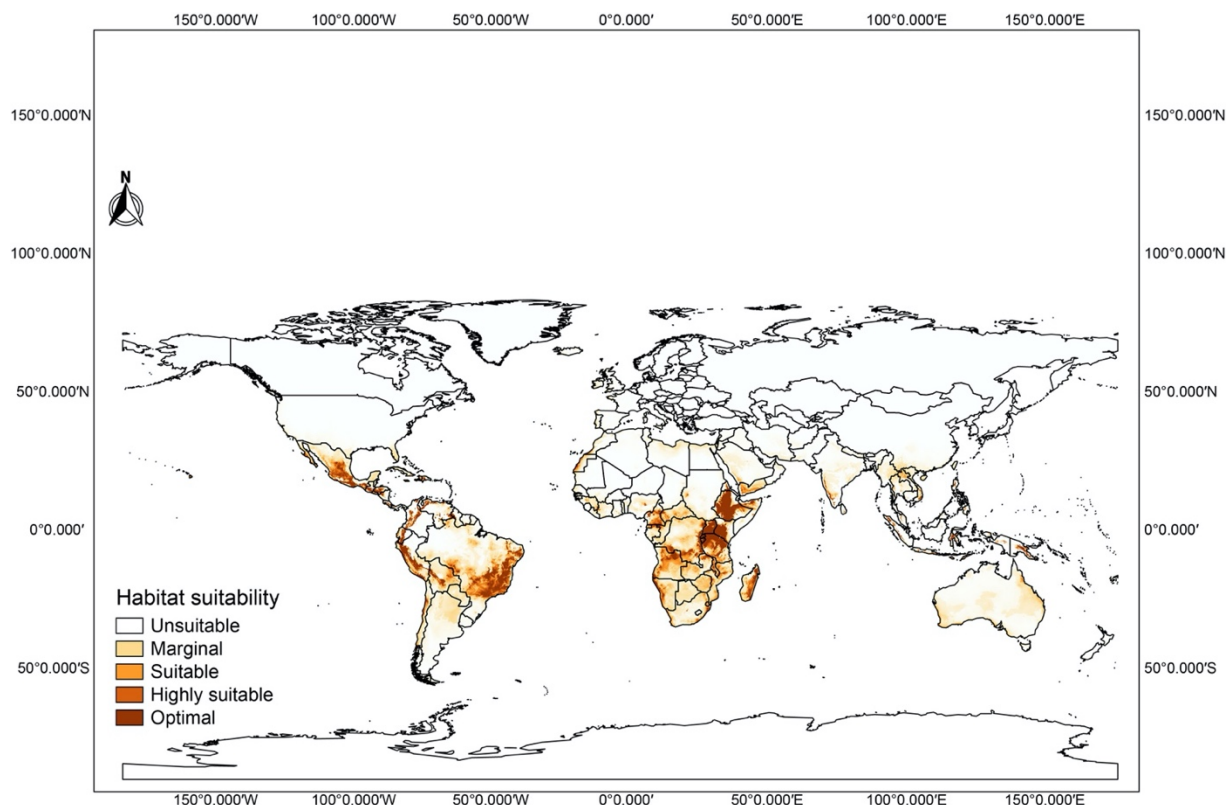 150°0.000′W 100°0.000′W 50°0.000′W 0°0.000′ 50°0.000′E 100°0.000′E 150°0.000′E
150°0.000′N 150°0.000′N
N
100°0.000′N 100°0.000′N
50°0.000′N 50°0.000′N
0°0.000′ 0°0.000′
Habitat suitability
Unsuitable
Marginal
Suitable
50°0.000′S 50°0.000′S
Highly suitable
Optimal
150°0.000′W 100°0.000′W 50°0.000′W 0°0.000′ 50°0.000′E 100°0.000′E 150°0.000′E